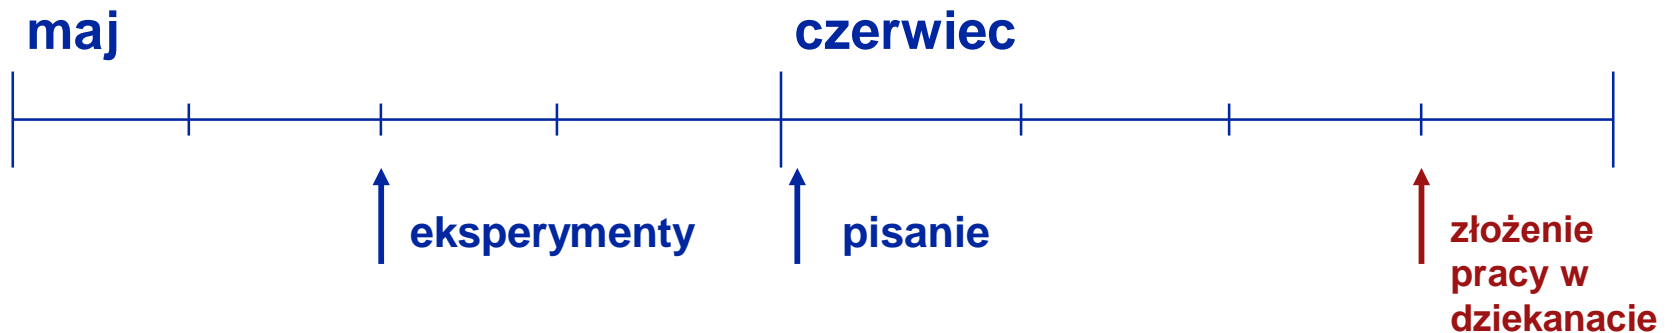 maj
czerwiec
eksperymenty
pisanie
złożenie
pracy w
dziekanacie